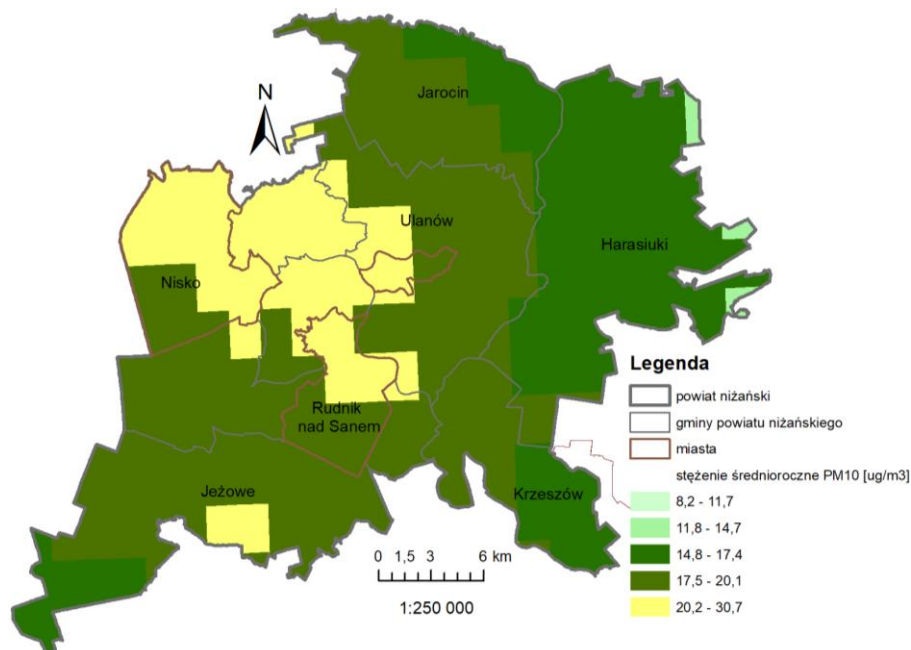 N
Jarocin
Ulanów
Harasiuki
Nisko
Rudnik
nad Sanem
Jeżowe
Krzeszów
0 1,5 3 6 km
1:250 000
Legenda
powiat niżański
gminy powiatu niżańskiego
miasta
stężenie średnioroczne PM10 [ug/m3]
8,2 - 11,7
11,8 - 14,7
14,8 - 17,4
17,5 - 20,1
20,2 - 30,7